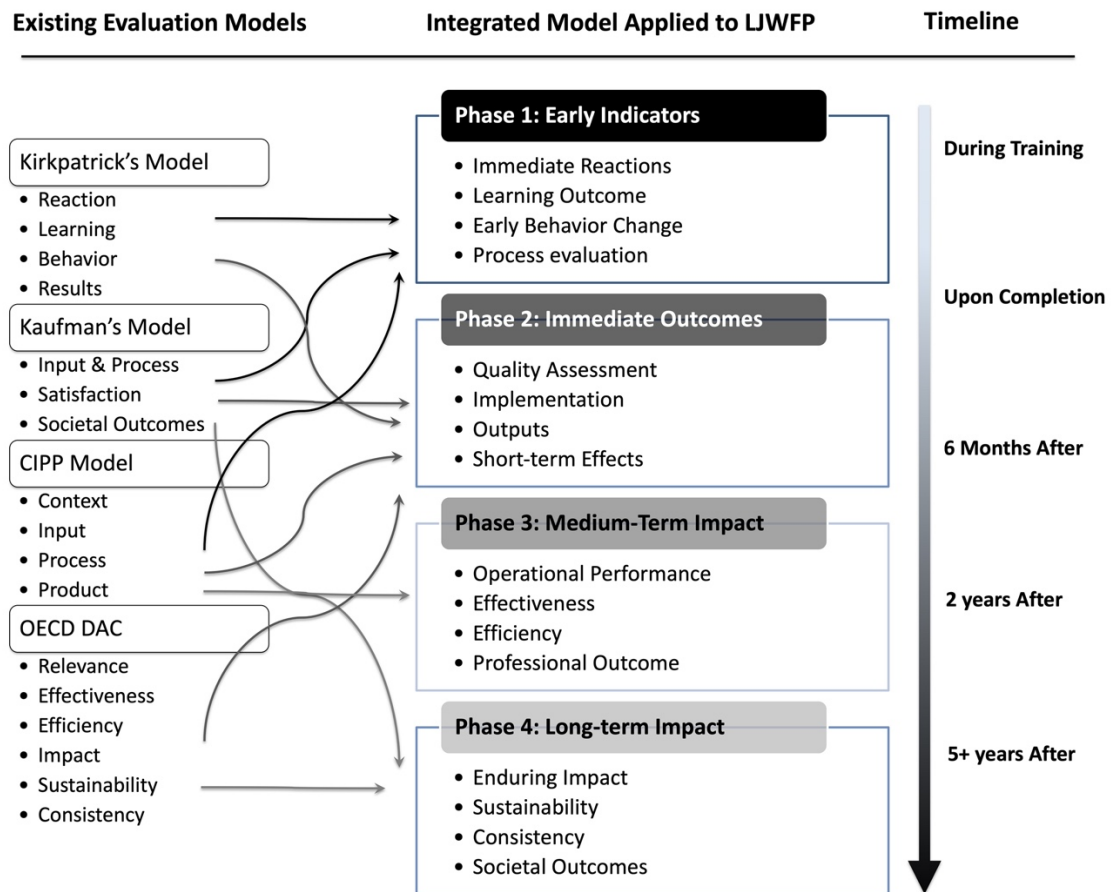 Existing Evaluation Models
Integrated Model Applied to LJWFP
Timeline
Kirkpatrick's Model
• Reaction
• Learning
• Behavior
• Results
Kaufman's Model
• Input & Process
• Satisfaction
• Societal Outcomes
CIPP Model
• Context
• Input
• Process
• Product
OECD DAC
• Relevance
• Effectiveness
• Efficiency
• Impact
• Sustainability
• Consistency
Phase 1: Early Indicators
• Immediate Reactions
• Learning Outcome
• Early Behavior Change
• Process evaluation
Phase 2: Immediate Outcomes
• Quality Assessment
• Implementation
• Outputs
• Short-term Effects
Phase 3: Medium-Term Impact
• Operational Performance
• Effectiveness
• Efficiency
• Professional Outcome
Phase 4: Long-term Impact
• Enduring Impact
• Sustainability
• Consistency
• Societal Outcomes
During Training
Upon Completion
6 Months After
2 years After
5+ years After